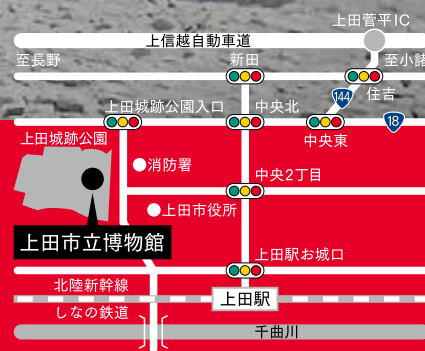 上田菅平IC
上信越自動車道
至長野
新田
至小諸
144
住吉
上田城跡公園入口
中央北
18
上田城跡公園
中央東
消防署
中央2丁目
上田市役所
上田市立博物館
上田駅お城口
北陸新幹線
上田駅
しなの鉄道
千曲川